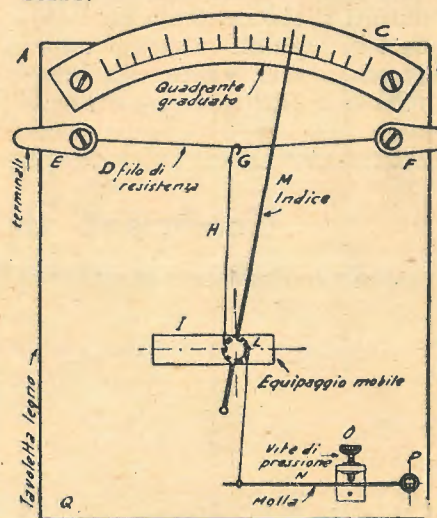 A
C
Quadrante
graduato
E
F
D filo di
resistenza
G
terminali
M
Indice
H
I
L
Equipaggio mobile
O
Vite di
pressione
P
N
Molla
Tavoletta legno
Q